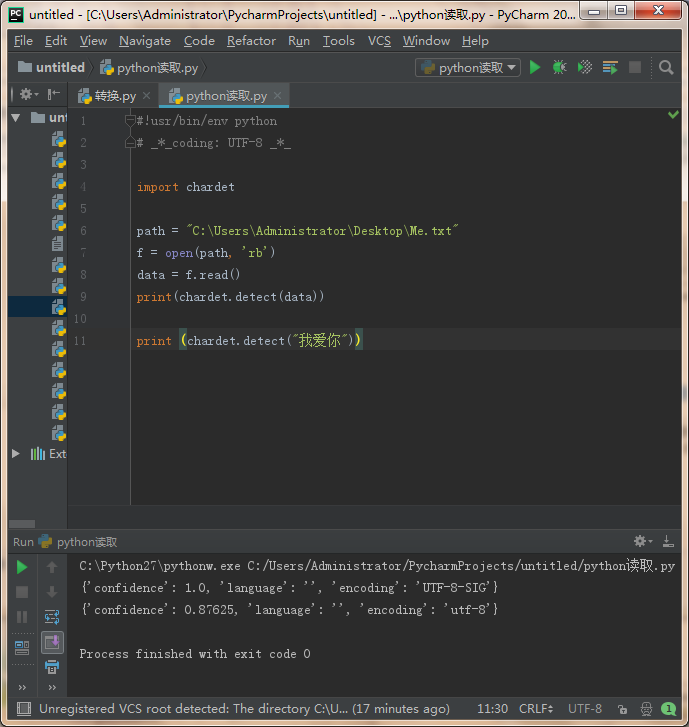 untitled - [C:\Users\Administrator\PycharmProjects\untitled] - ...\python读取.py - PyCharm 20...
File Edit View Navigate Code Refactor Run Tools VCS Window Help
untitled python读取.py python读取
转换.py python读取.py
unt
1 #!usr/bin/env python
2 # _*_coding: UTF-8 _*_
3
4 import chardet
5
6 path = "C:\Users\Administrator\Desktop\Me.txt"
7 f = open(path, 'rb')
8 data = f.read()
9 print(chardet.detect(data))
10
11 print (chardet.detect("我爱你"))
Ext
Run python读取
C:\Python27\pythonw.exe C:/Users/Administrator/PycharmProjects/untitled/python读取.py
{'confidence': 1.0, 'language': '', 'encoding': 'UTF-8-SIG'}
{'confidence': 0.87625, 'language': '', 'encoding': 'utf-8'}
Process finished with exit code 0
Unregistered VCS root detected: The directory C:\U... (17 minutes ago) 11:30 CRLF UTF-8 1